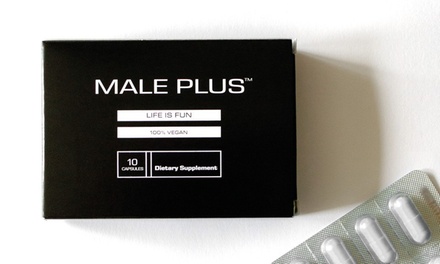 MALE PLUS™
LIFE IS FUN
100% VEGAN
10
CAPSULES
Dietary Supplement